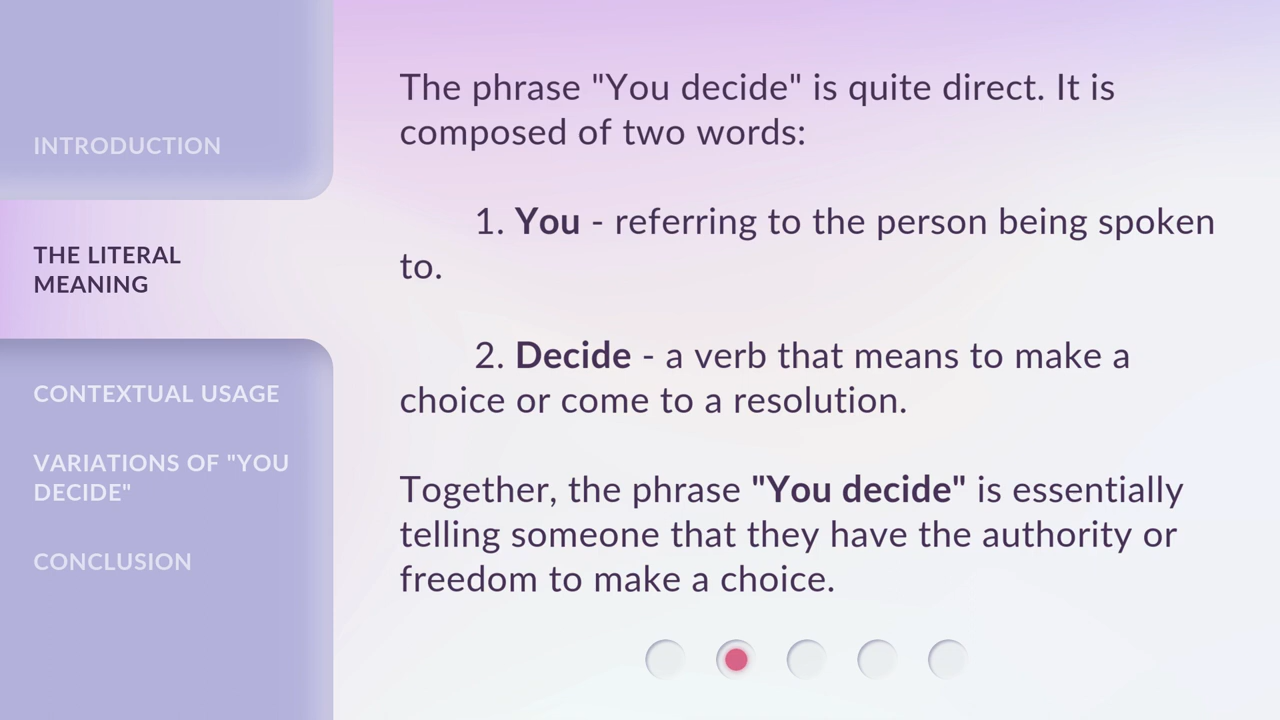 INTRODUCTION
THE LITERAL
MEANING
CONTEXTUAL USAGE
VARIATIONS OF "YOU
DECIDE"
CONCLUSION
The phrase "You decide" is quite direct. It is
composed of two words:
1. You - referring to the person being spoken
to.
2. Decide - a verb that means to make a
choice or come to a resolution.
Together, the phrase "You decide" is essentially
telling someone that they have the authority or
freedom to make a choice.